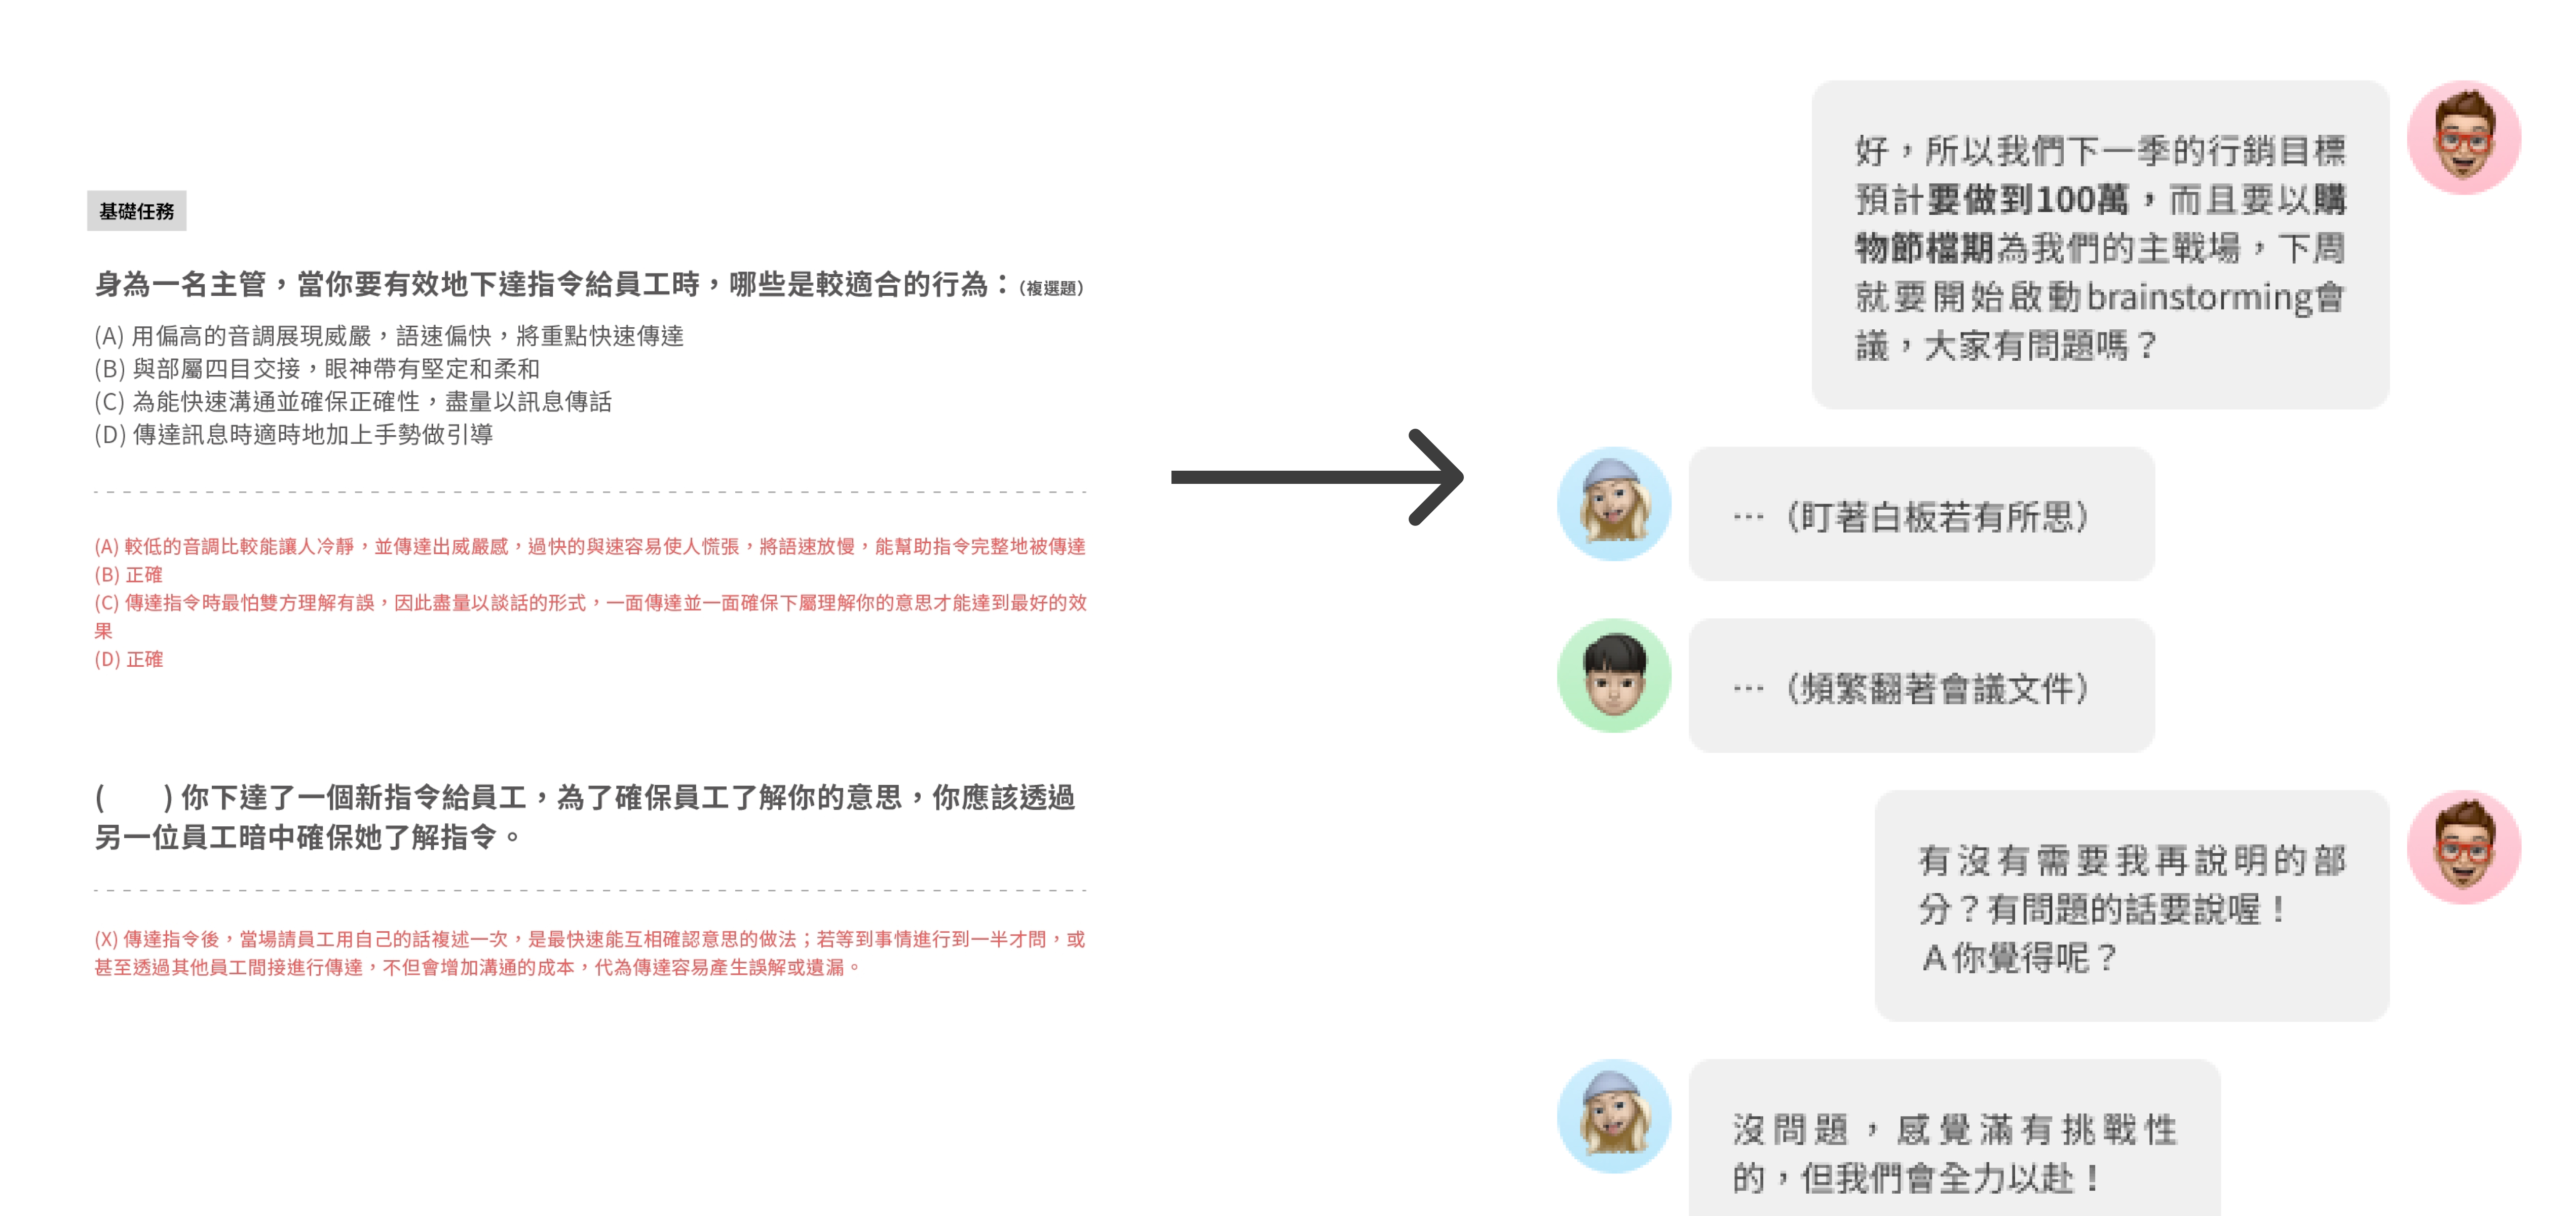 基礎任務
身為一名主管，當你要有效地下達指令給員工時，哪些是較適合的行為：（複選題）
(A) 用偏高的音調展現威嚴，語速偏快，將重點快速傳達
(B) 與部屬四目交接，眼神帶有堅定和柔和
(C) 為能快速溝通並確保正確性，盡量以訊息傳話
(D) 傳達訊息時適時地加上手勢做引導
(A) 較低的音調比較能讓人冷靜，並傳達出威嚴感，過快的與速容易使人慌張，將語速放慢，能幫助指令完整地被傳達
(B) 正確
(C) 傳達指令時最怕雙方理解有誤，因此盡量以談話的形式，一面傳達並一面確保下屬理解你的意思才能達到最好的效
果
(D) 正確
(　　) 你下達了一個新指令給員工，為了確保員工了解你的意思，你應該透過
另一位員工暗中確保她了解指令。
(X) 傳達指令後，當場請員工用自己的話複述一次，是最快速能互相確認意思的做法；若等到事情進行到一半才問，或
甚至透過其他員工間接進行傳達，不但會增加溝通的成本，代為傳達容易產生誤解或遺漏。
好，所以我們下一季的行銷目標
預計要做到100萬，而且要以購
物節檔期為我們的主戰場，下周
就要開始啟動brainstorming會
議，大家有問題嗎？
…（盯著白板若有所思）
…（頻繁翻著會議文件）
有沒有需要我再說明的部
分？有問題的話要說喔！
A你覺得呢？
沒問題，感覺滿有挑戰性
的，但我們會全力以赴！